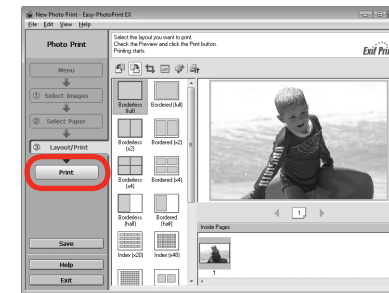 New Photo Print - Easy-PhotoPrint EX
File Edit View Help
Photo Print
Select the layout you want to print.
Check the Preview and click the Print button.
Printing starts.
Exif Pri
Menu
① Select Images
② Select Paper
③ Layout/Print
Print
Save
Help
Exit
Borderless (full)
Bordered (full)
Borderless (x2)
Bordered (x2)
Borderless (x4)
Bordered (x4)
Borderless (half)
Bordered (half)
Index (x20)
Index (x48)
1
Inside Pages
1